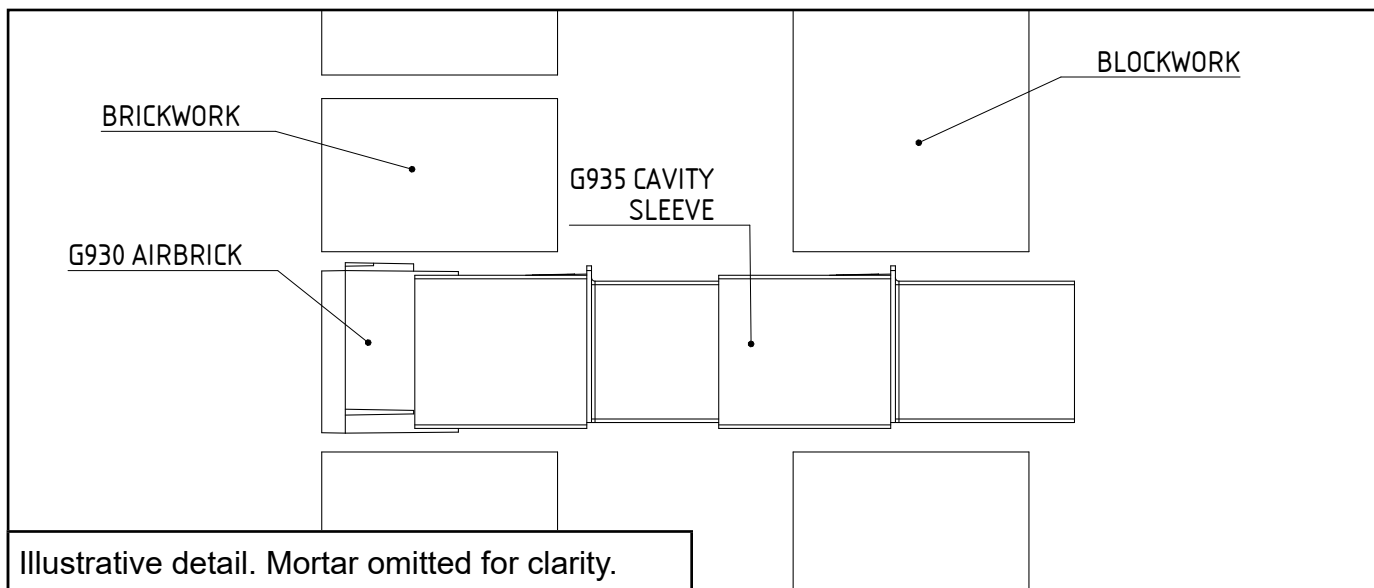 BLOCKWORK
BRICKWORK
G935 CAVITY
SLEEVE
G930 AIRBRICK
Illustrative detail. Mortar omitted for clarity.